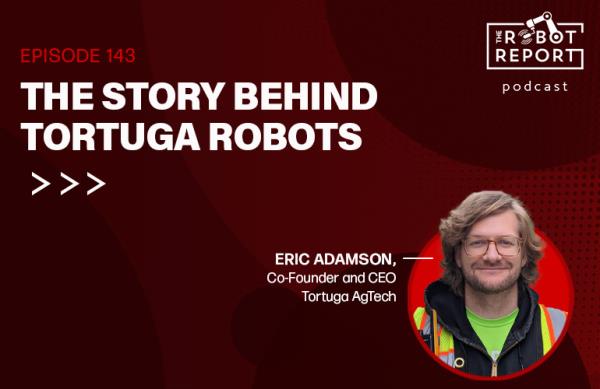 EPISODE 143
THE STORY BEHIND
TORTUGA ROBOTS
>>>
THE ROBOT
REPORT
podcast
ERIC ADAMSON,
Co-Founder and CEO
Tortuga AgTech